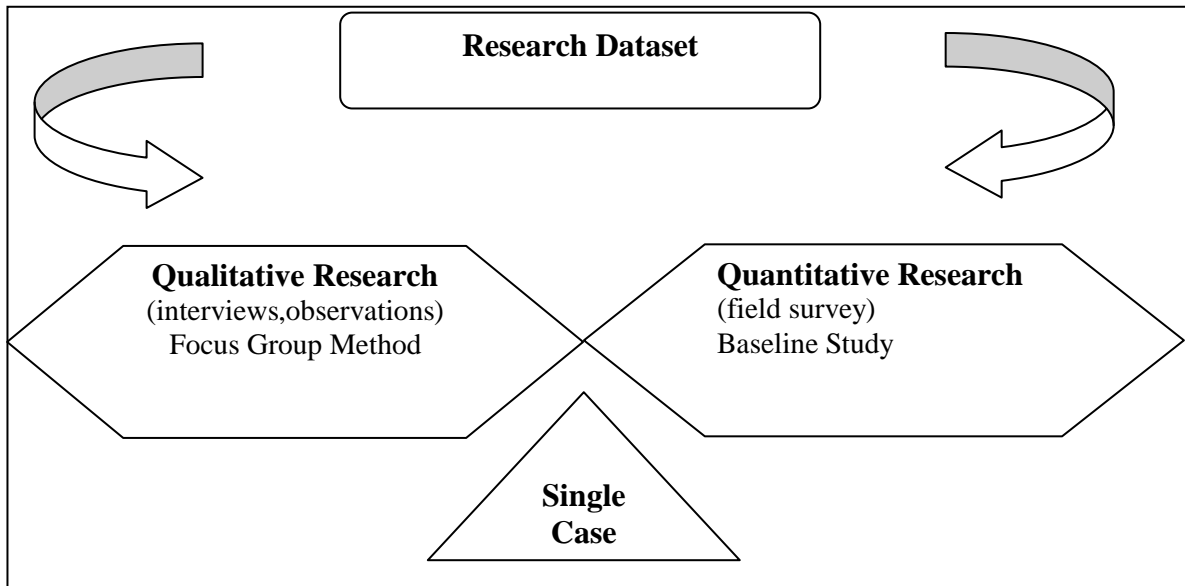 Research Dataset
Qualitative Research
(interviews,observations)
Focus Group Method
Quantitative Research
(field survey)
Baseline Study
Single
Case